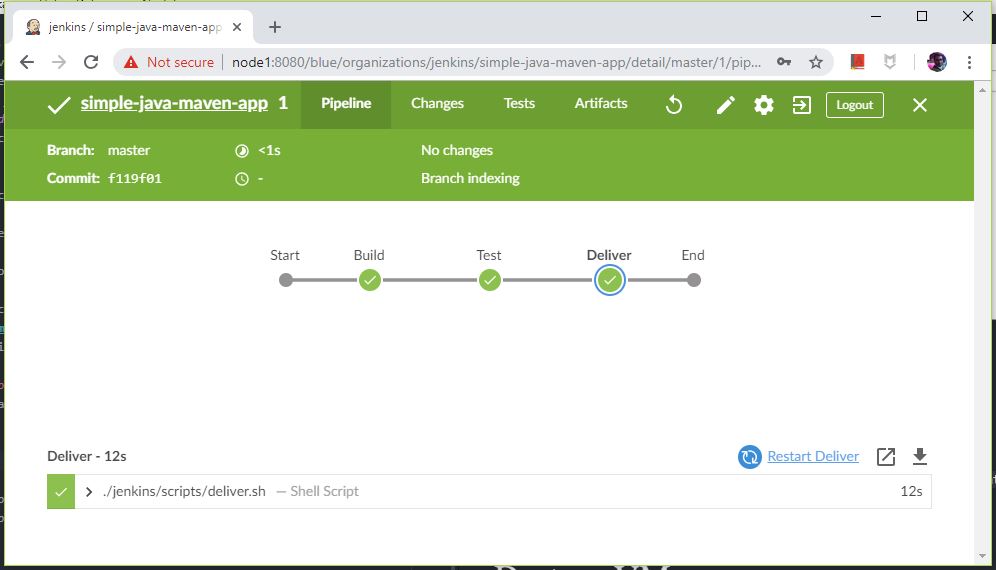 jenkins / simple-java-maven-app
Not secure | node1:8080/blue/organizations/jenkins/simple-java-maven-app/detail/master/1/pip...
simple-java-maven-app 1 Pipeline Changes Tests Artifacts Logout
Branch: master <1s No changes
Commit: f119f01 - Branch indexing
Start Build Test Deliver End
Deliver - 12s Restart Deliver
./jenkins/scripts/deliver.sh — Shell Script 12s